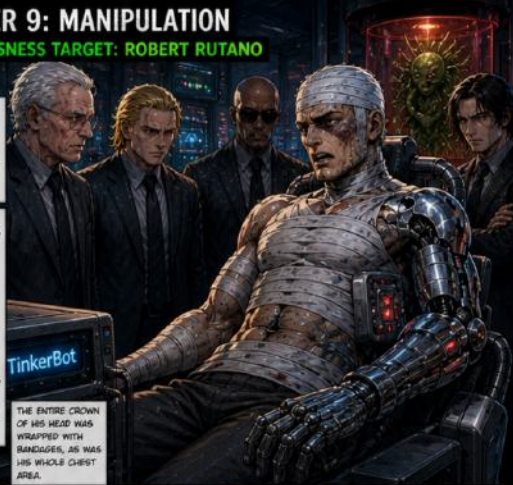 ER 9: MANIPULATION
SNESS TARGET: ROBERT RUTANO
TinkerBot
THE ENTIRE CROWN
OF HIS HEAD WAS
WRAPPED WITH
BANDAGES, AS WAS
HIS WHOLE CHEST
AREA.